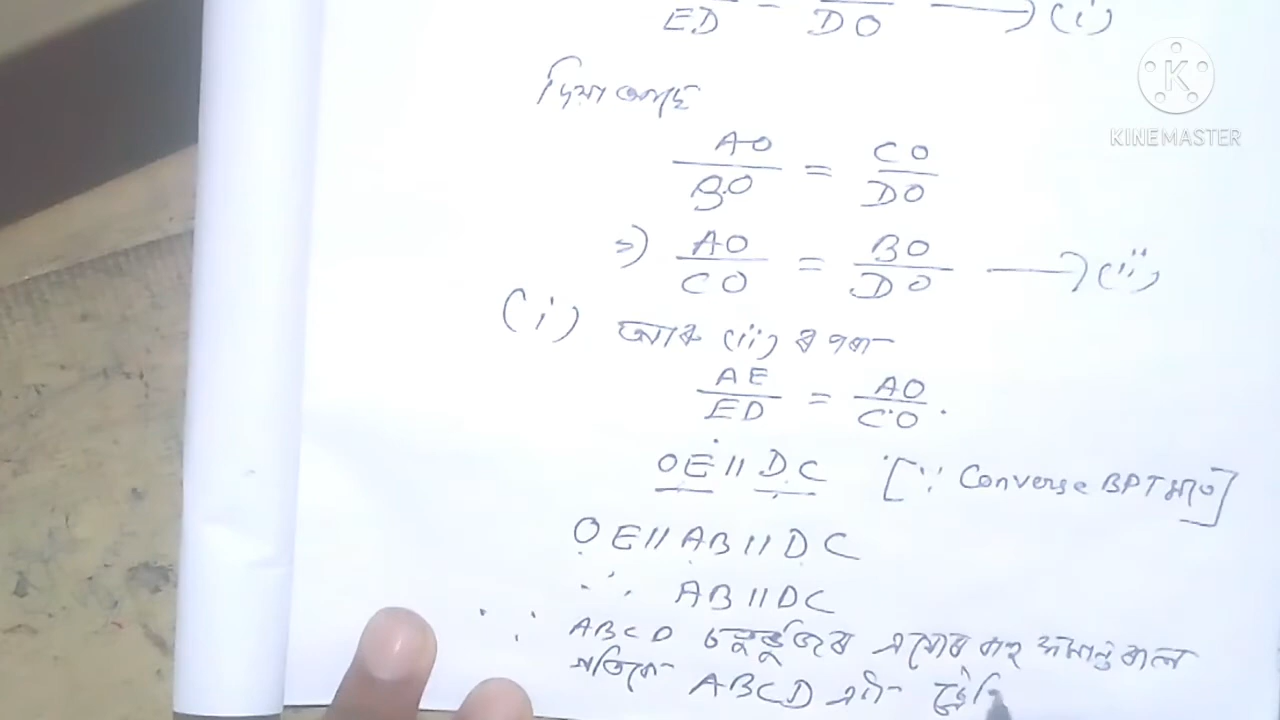 ED = DO ⟶ (i)
KINEMASTER
দিয়া আছে
AO/BO = CO/DO
⇒) AO/CO = BO/DO ⟶ (ii)
(i) আৰু (ii) ৰ পৰা
AE/ED = AO/CO.
OE // DC [∵ Converse BPT মতে]
OE // AB // DC
∴ AB // DC
∵ ABCD চতুৰ্ভুজৰ এযোৰ বাহু সমান্তৰাল
ABCD এটা